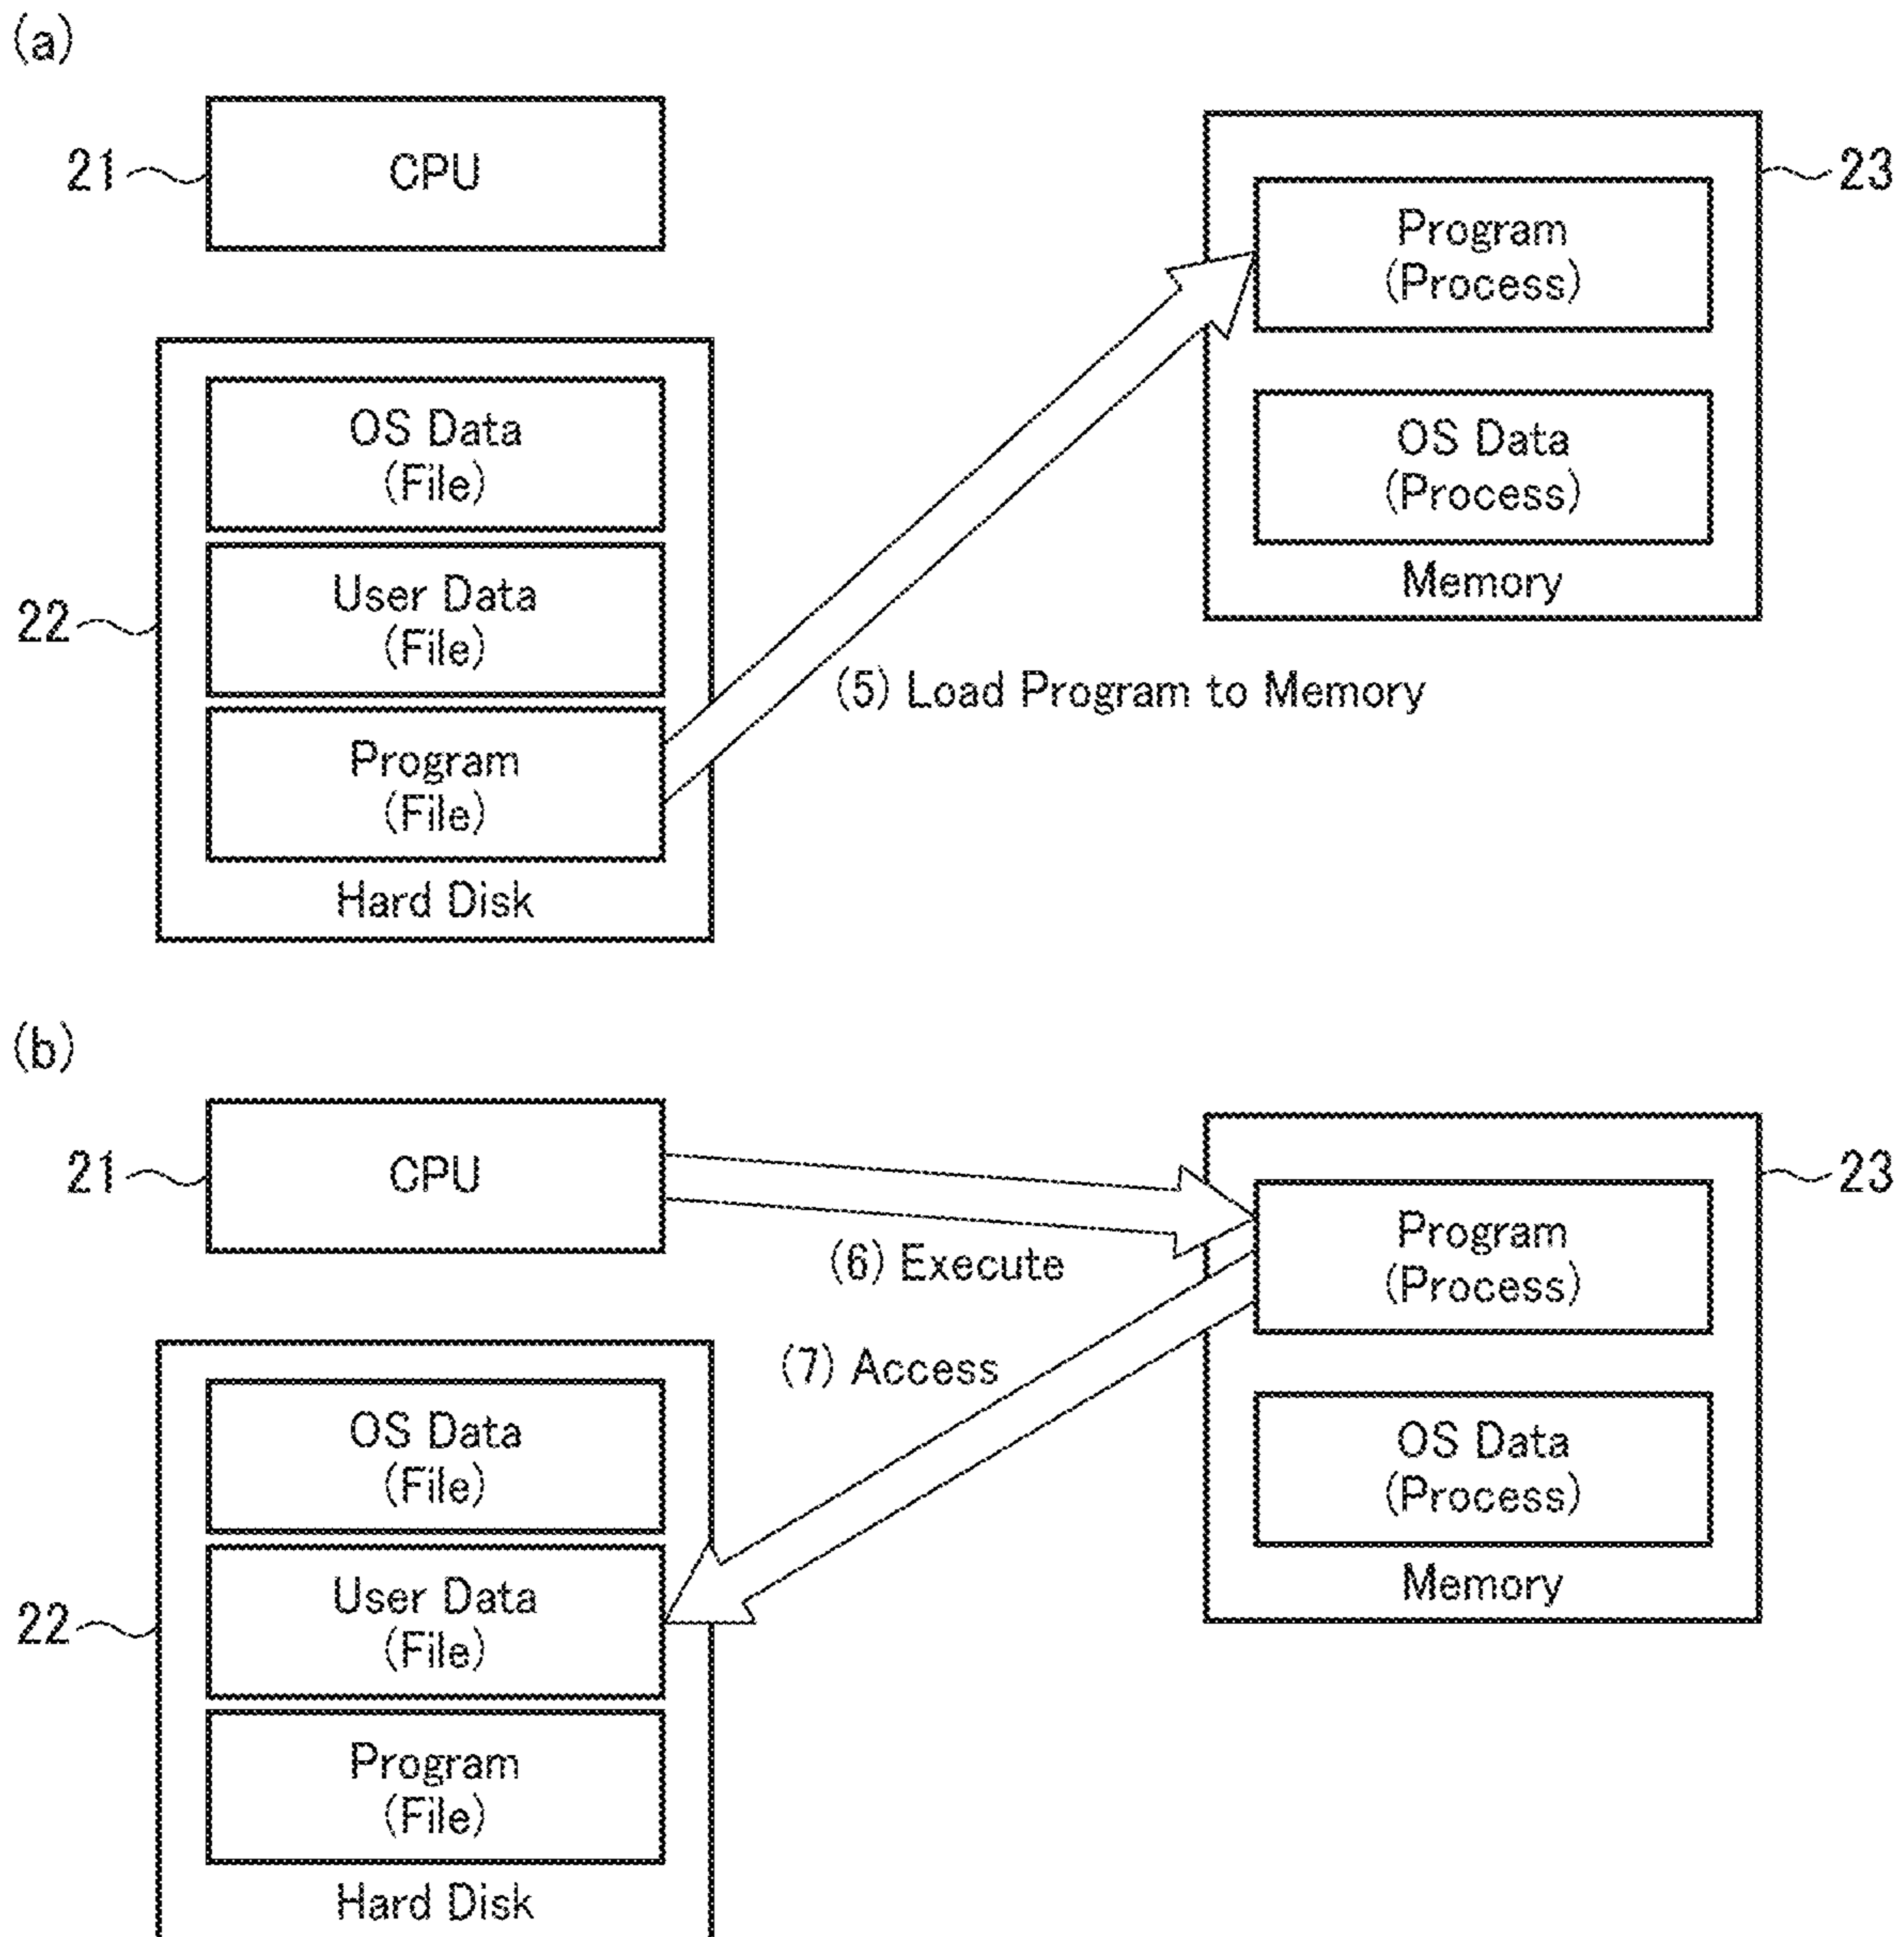 (a)
21
CPU
23
Program
(Process)
OS Data
(Process)
Memory
22
OS Data
(File)
User Data
(File)
Program
(File)
Hard Disk
(5) Load Program to Memory
(b)
21
CPU
23
Program
(Process)
OS Data
(Process)
Memory
(6) Execute
(7) Access
22
OS Data
(File)
User Data
(File)
Program
(File)
Hard Disk